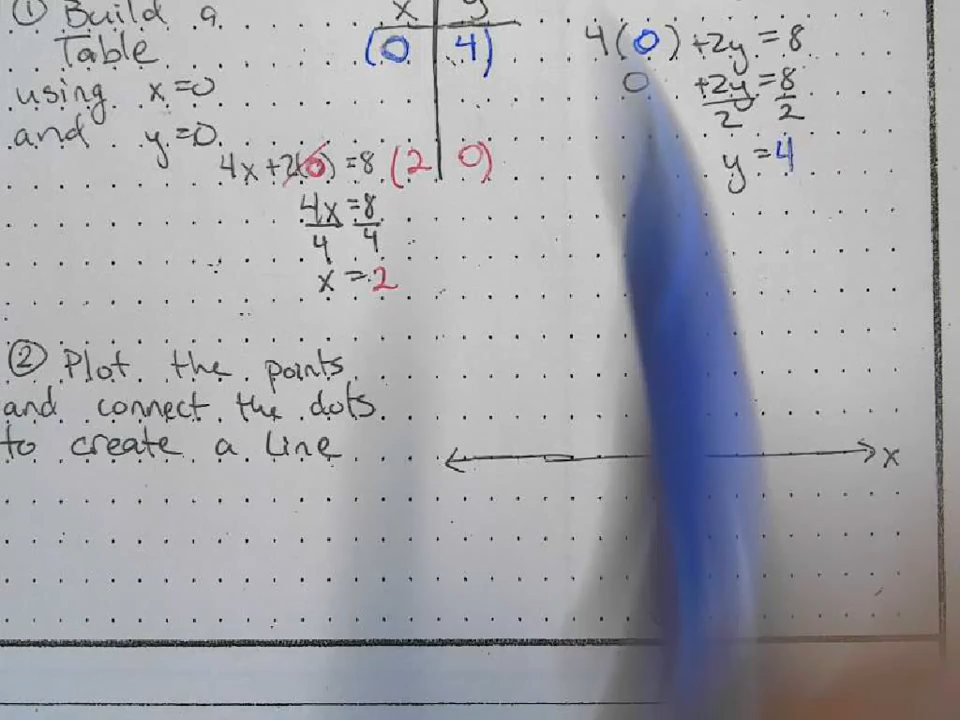 ① Build a
Table
using x=0
and y=0
x y
(0 4)
(2 0)
4x+2(0)=8
4x=8
4 4
x=2
4(0)+2y=8
0 +2y=8
2 2
y=4
② Plot the points
and connect the dots
to create a line
x